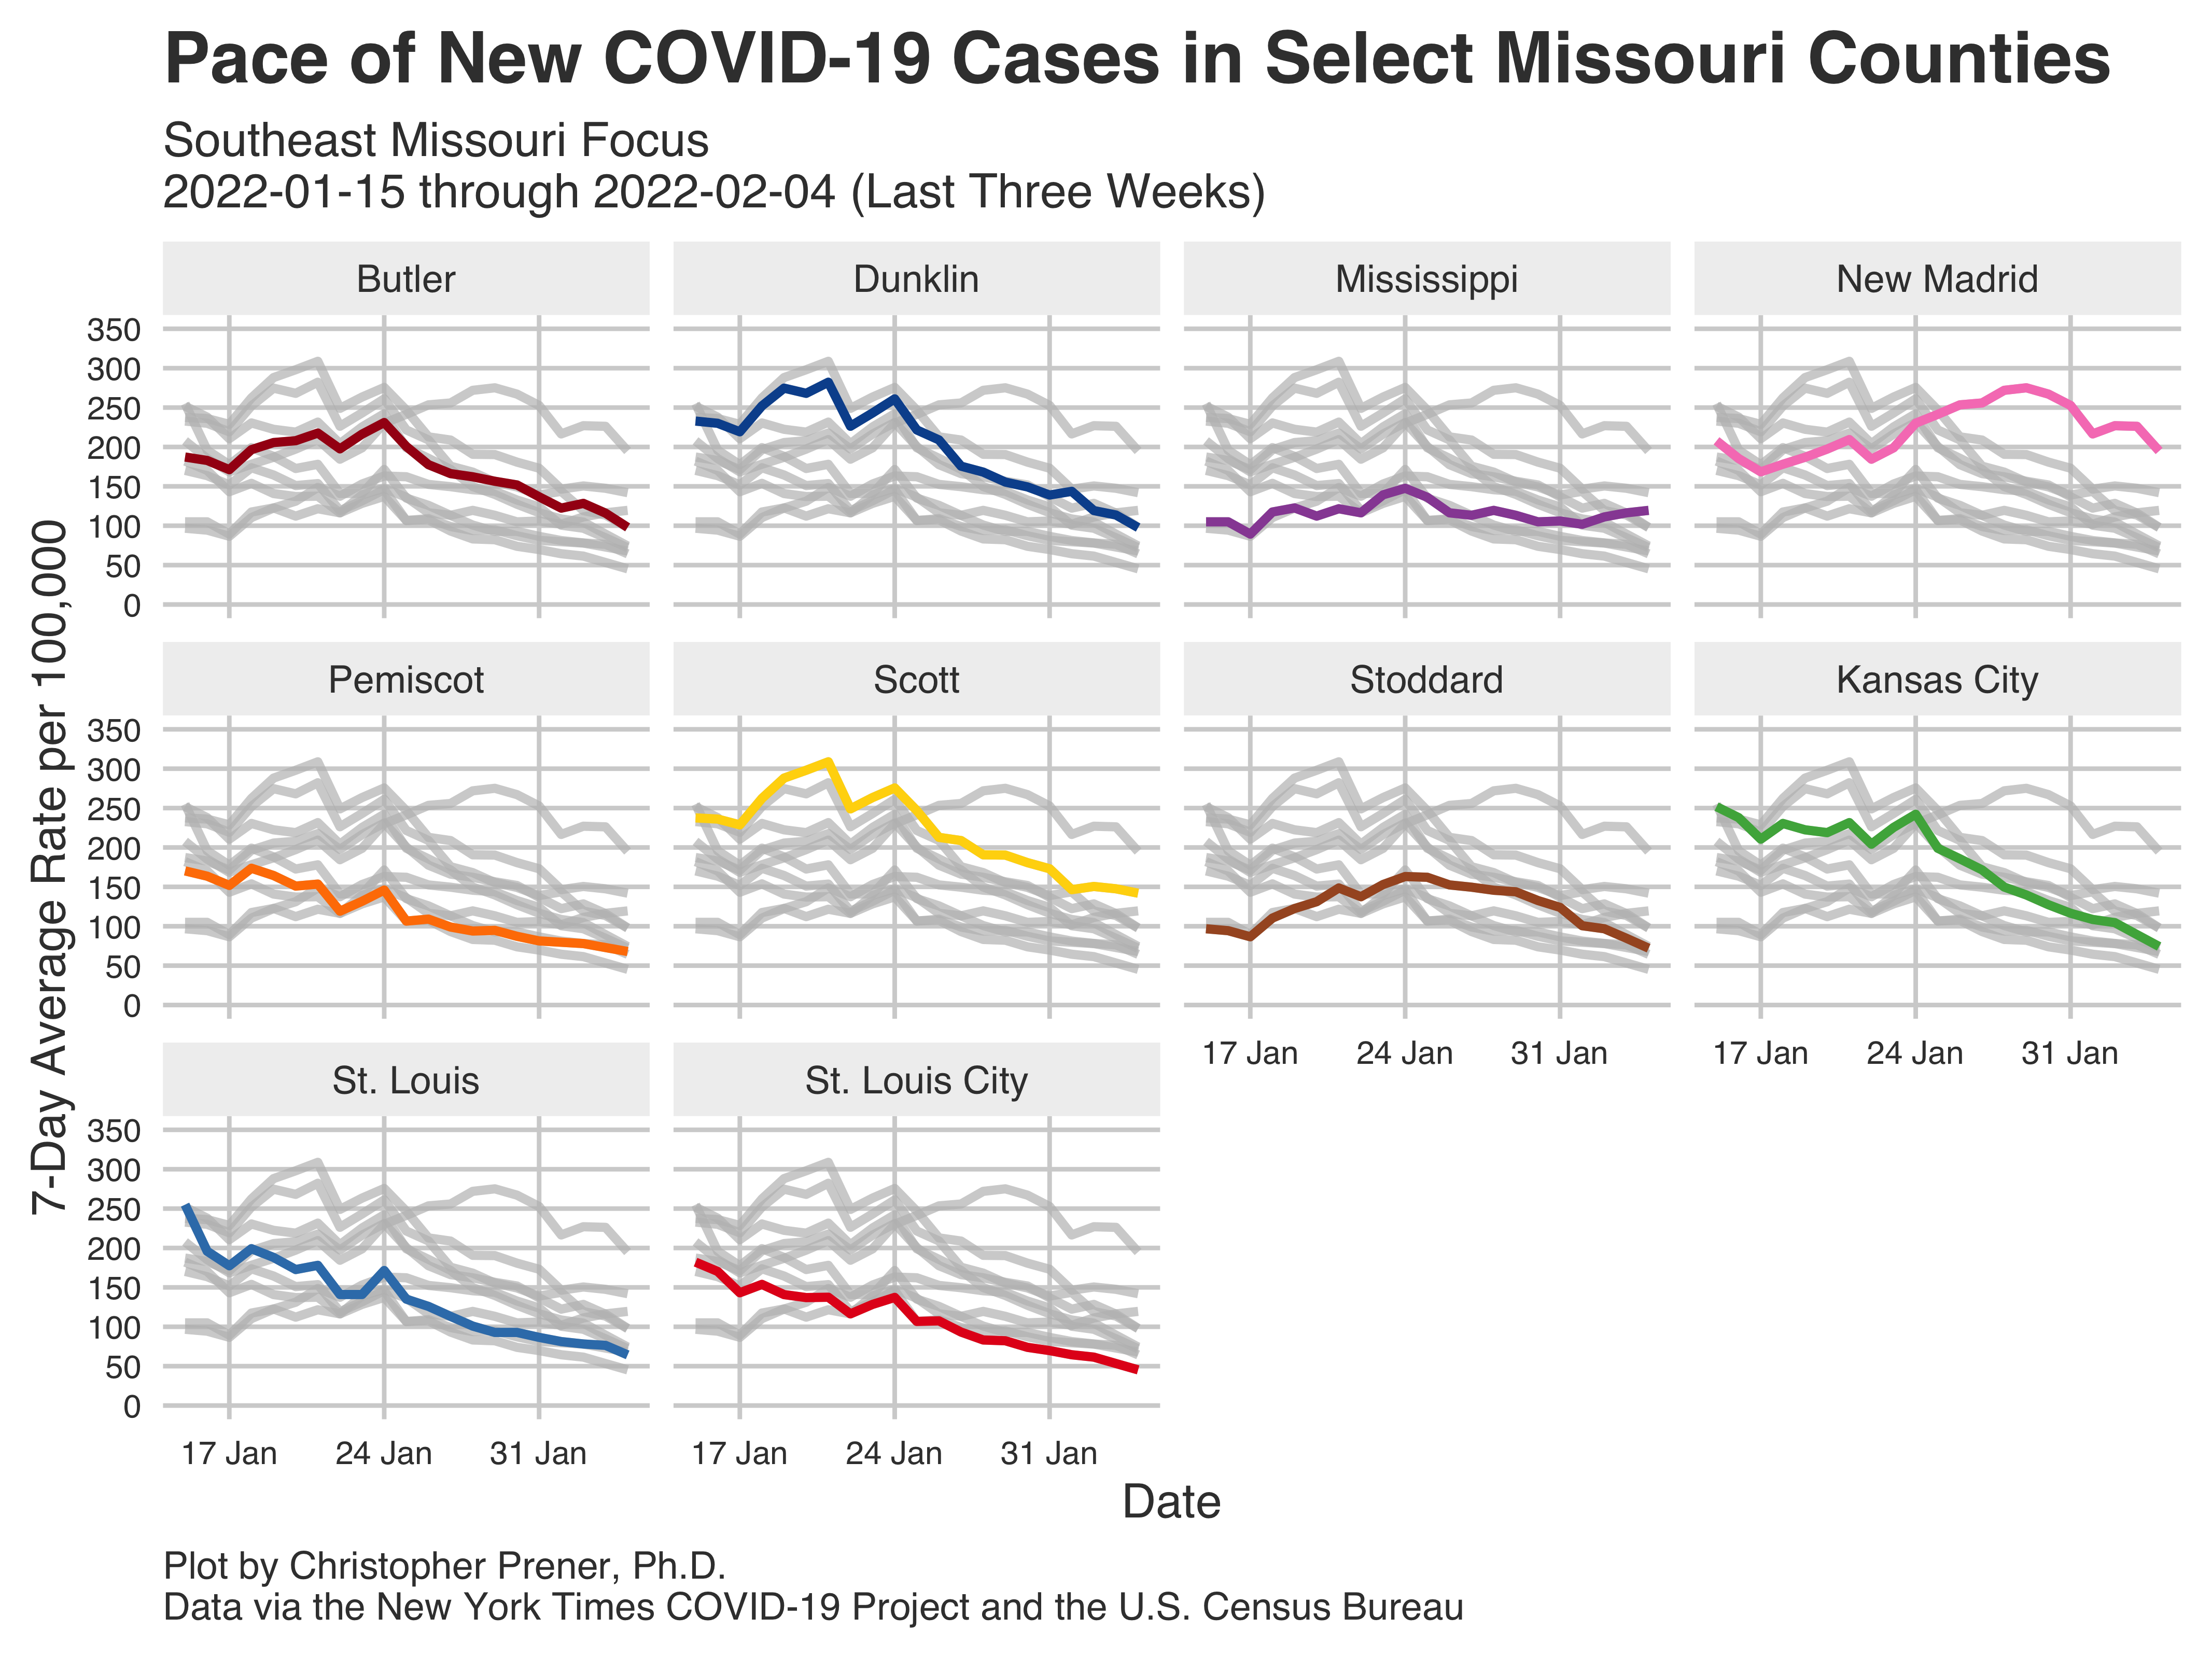 Pace of New COVID-19 Cases in Select Missouri Counties
Southeast Missouri Focus
2022-01-15 through 2022-02-04 (Last Three Weeks)
7-Day Average Rate per 100,000
Butler
Dunklin
Mississippi
New Madrid
350
300
250
200
150
100
50
0
Pemiscot
Scott
Stoddard
Kansas City
350
300
250
200
150
100
50
0
17 Jan
24 Jan
31 Jan
17 Jan
24 Jan
31 Jan
St. Louis
St. Louis City
350
300
250
200
150
100
50
0
17 Jan
24 Jan
31 Jan
17 Jan
24 Jan
31 Jan
Date
Plot by Christopher Prener, Ph.D.
Data via the New York Times COVID-19 Project and the U.S. Census Bureau